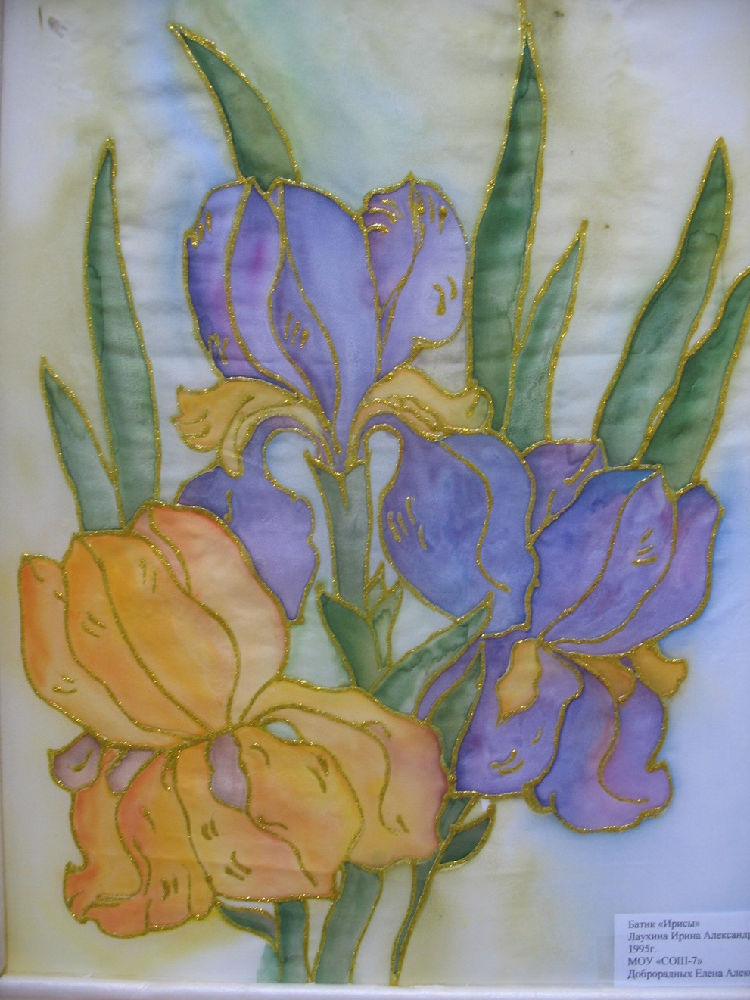 Батик «Ирисы»
Лаухина Ирина Александр
1995г.
МОУ «СОШ-7»
Доброрадных Елена Алек